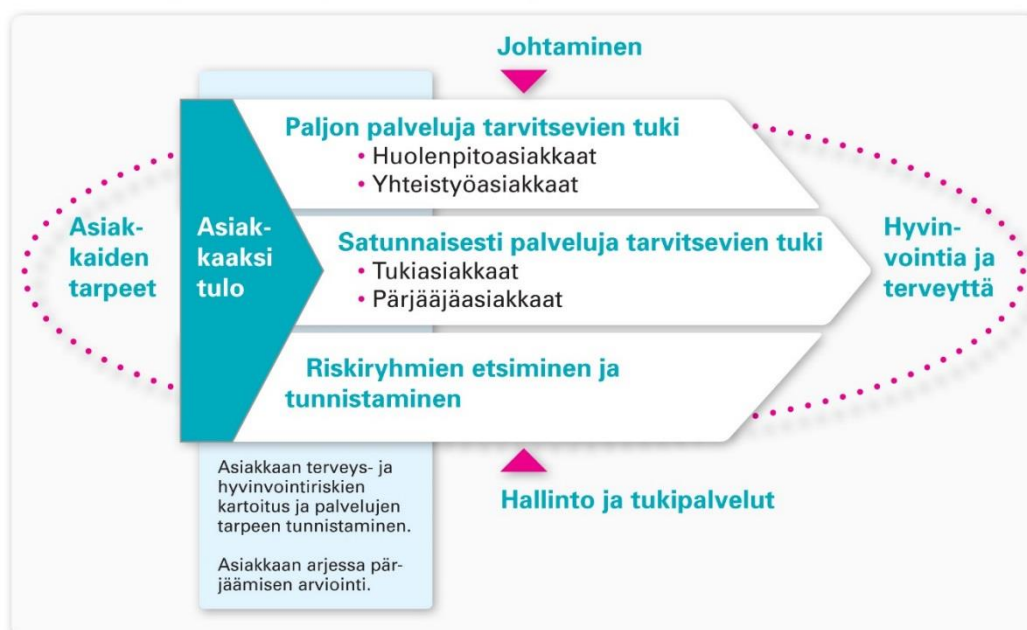 Johtaminen
Asiak-
kaiden
tarpeet
Asiak-
kaaksi
tulo
Paljon palveluja tarvitsevien tuki
• Huolenpitoasiakkaat
• Yhteistyöasiakkaat
Satunnaisesti palveluja tarvitsevien tuki
• Tukiasiakkaat
• Pärjääjäasiakkaat
Riskiryhmien etsiminen ja
tunnistaminen
Hyvin-
vointia ja
terveyttä
Asiakkaan terveys- ja
hyvinvointiriskien
kartoitus ja palvelujen
tarpeen tunnistaminen.
Asiakkaan arjessa pär-
jäämisen arviointi.
Hallinto ja tukipalvelut